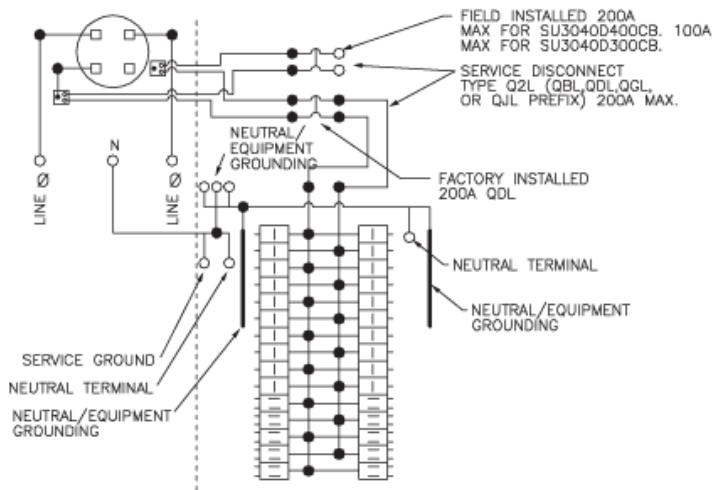 FIELD INSTALLED 200A
MAX FOR SU3040D400CB. 100A
MAX FOR SU3040D300CB.
SERVICE DISCONNECT
TYPE Q2L (QBL,QDL,QGL,
OR QJL PREFIX) 200A MAX.
NEUTRAL/
EQUIPMENT
GROUNDING
FACTORY INSTALLED
200A QDL
N
LINE Ø
LINE Ø
NEUTRAL TERMINAL
NEUTRAL/EQUIPMENT
GROUNDING
SERVICE GROUND
NEUTRAL TERMINAL
NEUTRAL/EQUIPMENT
GROUNDING